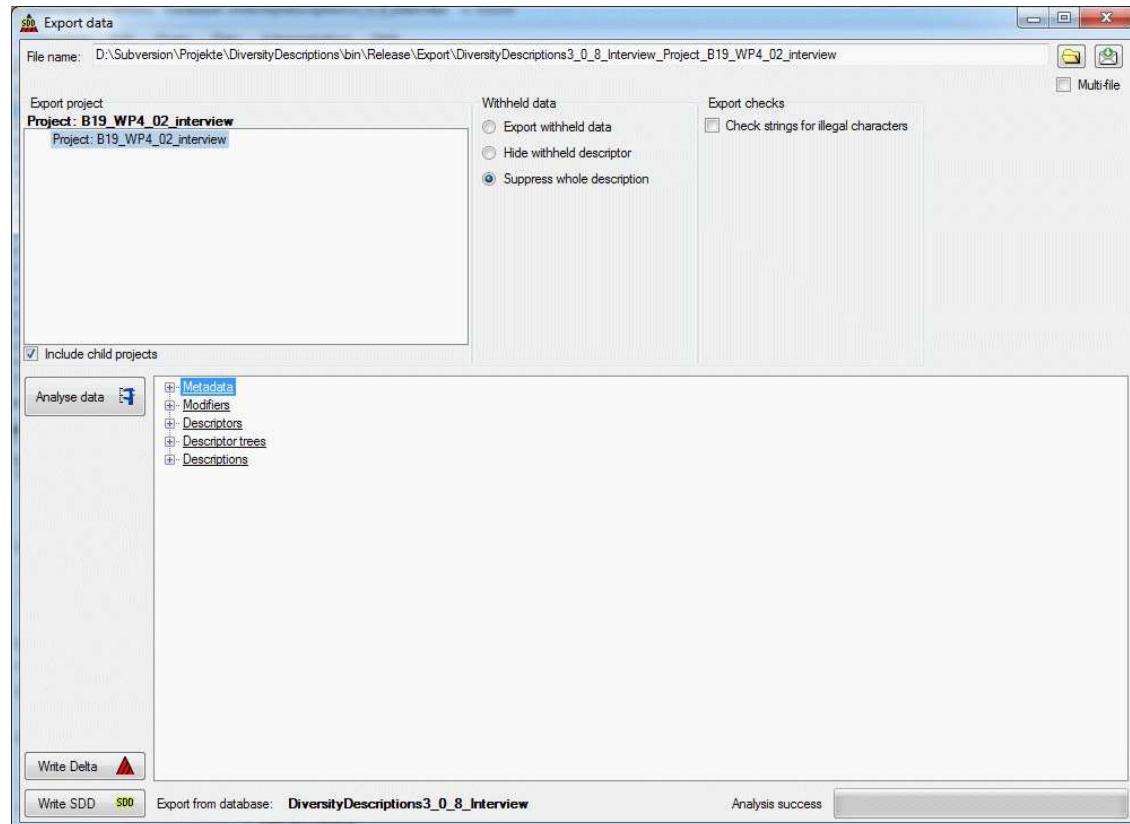 SDD Export data
File name: D:\Subversion\Projekte\DiversityDescriptions\bin\Release\Export\DiversityDescriptions3_0_8_Interview_Project_B19_WP4_02_interview
Multi-file
Export project
Project: B19_WP4_02_interview
Project: B19_WP4_02_interview
Include child projects
Withheld data
Export withheld data
Hide withheld descriptor
Suppress whole description
Export checks
Check strings for illegal characters
Analyse data
Metadata
Modifiers
Descriptors
Descriptor trees
Descriptions
Write Delta
Write SDD SDD
Export from database: DiversityDescriptions3_0_8_Interview
Analysis success